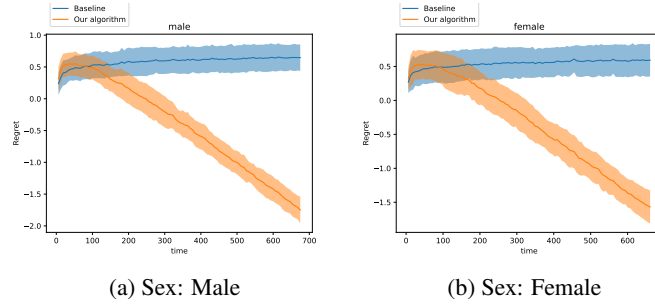 Baseline
Our algorithm
male
1.0
0.5
0.0
−0.5
−1.0
−1.5
−2.0
Regret
0 100 200 300 400 500 600 700
time
(a) Sex: Male
Baseline
Our algorithm
female
0.5
0.0
−0.5
−1.0
−1.5
Regret
0 100 200 300 400 500 600
time
(b) Sex: Female